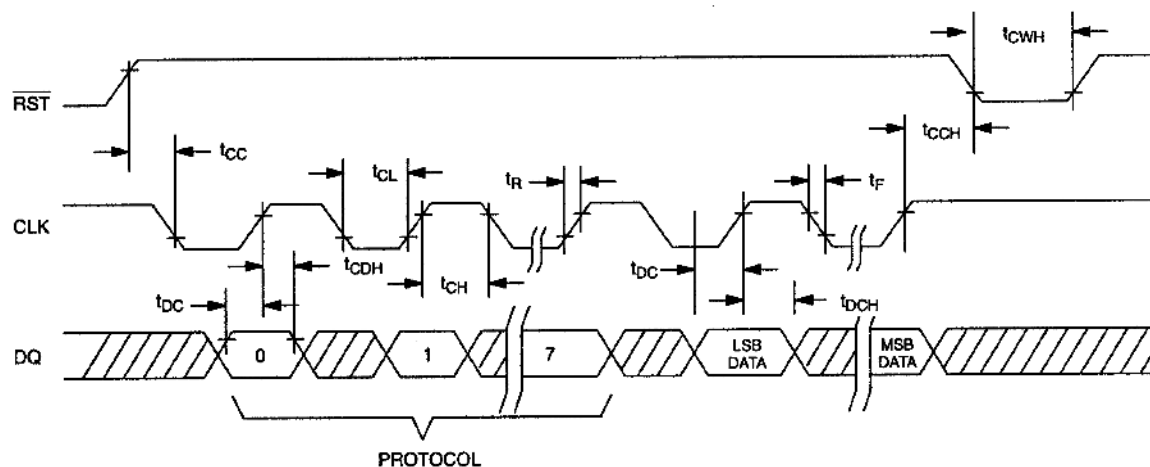 tCWH
RST
tCCH
tCC
tCL
tR
tF
CLK
tCDH
tCH
tDC
tDC
tDCH
DQ
0
1
7
LSB
DATA
MSB
DATA
PROTOCOL